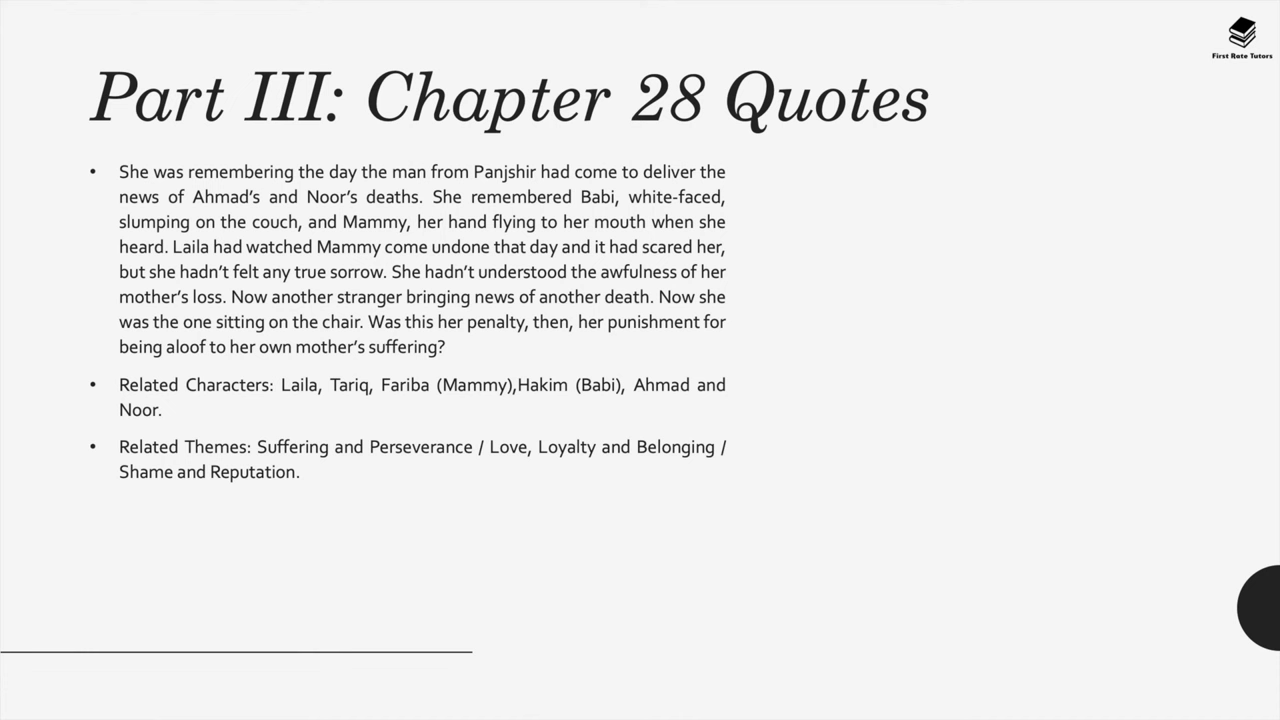 First Rate Tutors
Part III: Chapter 28 Quotes
• She was remembering the day the man from Panjshir had come to deliver the
news of Ahmad’s and Noor’s deaths. She remembered Babi, white-faced,
slumping on the couch, and Mammy, her hand flying to her mouth when she
heard. Laila had watched Mammy come undone that day and it had scared her,
but she hadn’t felt any true sorrow. She hadn’t understood the awfulness of her
mother’s loss. Now another stranger bringing news of another death. Now she
was the one sitting on the chair. Was this her penalty, then, her punishment for
being aloof to her own mother’s suffering?
• Related Characters: Laila, Tariq, Fariba (Mammy),Hakim (Babi), Ahmad and
Noor.
• Related Themes: Suffering and Perseverance / Love, Loyalty and Belonging /
Shame and Reputation.